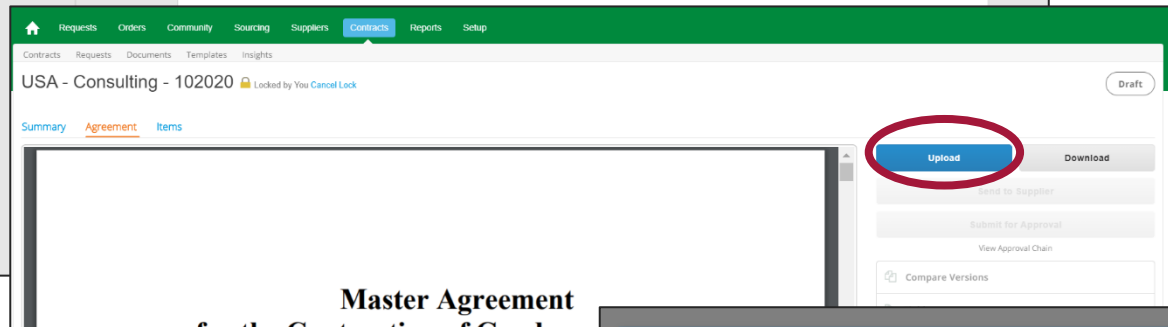 Requests Orders Community Sourcing Suppliers Contracts Reports Setup
Contracts Requests Documents Templates Insights
USA - Consulting - 102020 Locked by You Cancel Lock
Draft
Summary Agreement Items
Upload Download
Send to Supplier
Submit for Approval
View Approval Chain
Compare Versions
Master Agreement
for the